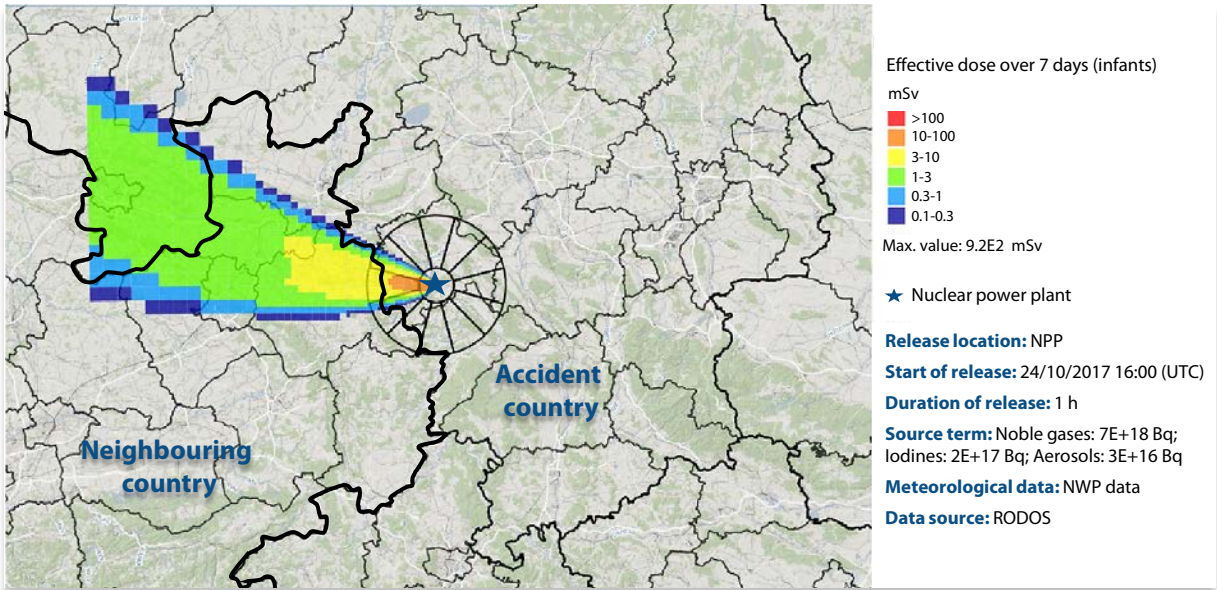 Effective dose over 7 days (infants)
mSv
>100
10-100
3-10
1-3
0.3-1
0.1-0.3
Max. value: 9.2E2 mSv
Nuclear power plant
Release location: NPP
Start of release: 24/10/2017 16:00 (UTC)
Duration of release: 1 h
Source term: Noble gases: 7E+18 Bq;
Iodines: 2E+17 Bq; Aerosols: 3E+16 Bq
Meteorological data: NWP data
Data source: RODOS
Accident
country
Neighbouring
country